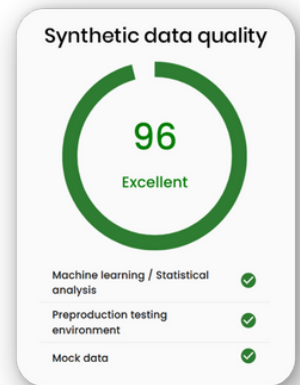 Synthetic data quality
96
Excellent
Machine learning / Statistical
analysis
Preproduction testing
environment
Mock data